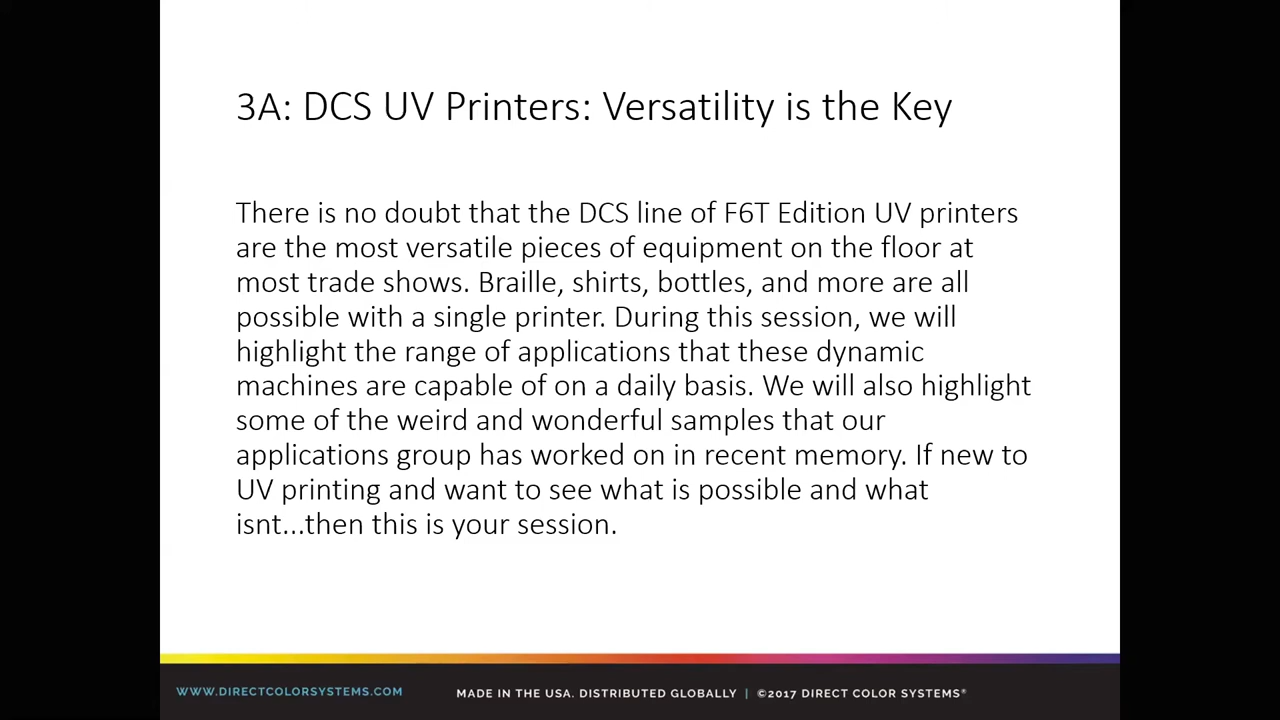 3A: DCS UV Printers: Versatility is the Key
There is no doubt that the DCS line of F6T Edition UV printers
are the most versatile pieces of equipment on the floor at
most trade shows. Braille, shirts, bottles, and more are all
possible with a single printer. During this session, we will
highlight the range of applications that these dynamic
machines are capable of on a daily basis. We will also highlight
some of the weird and wonderful samples that our
applications group has worked on in recent memory. If new to
UV printing and want to see what is possible and what
isnt...then this is your session.
WWW.DIRECTCOLORSYSTEMS.COM
MADE IN THE USA. DISTRIBUTED GLOBALLY | ©2017 DIRECT COLOR SYSTEMS®